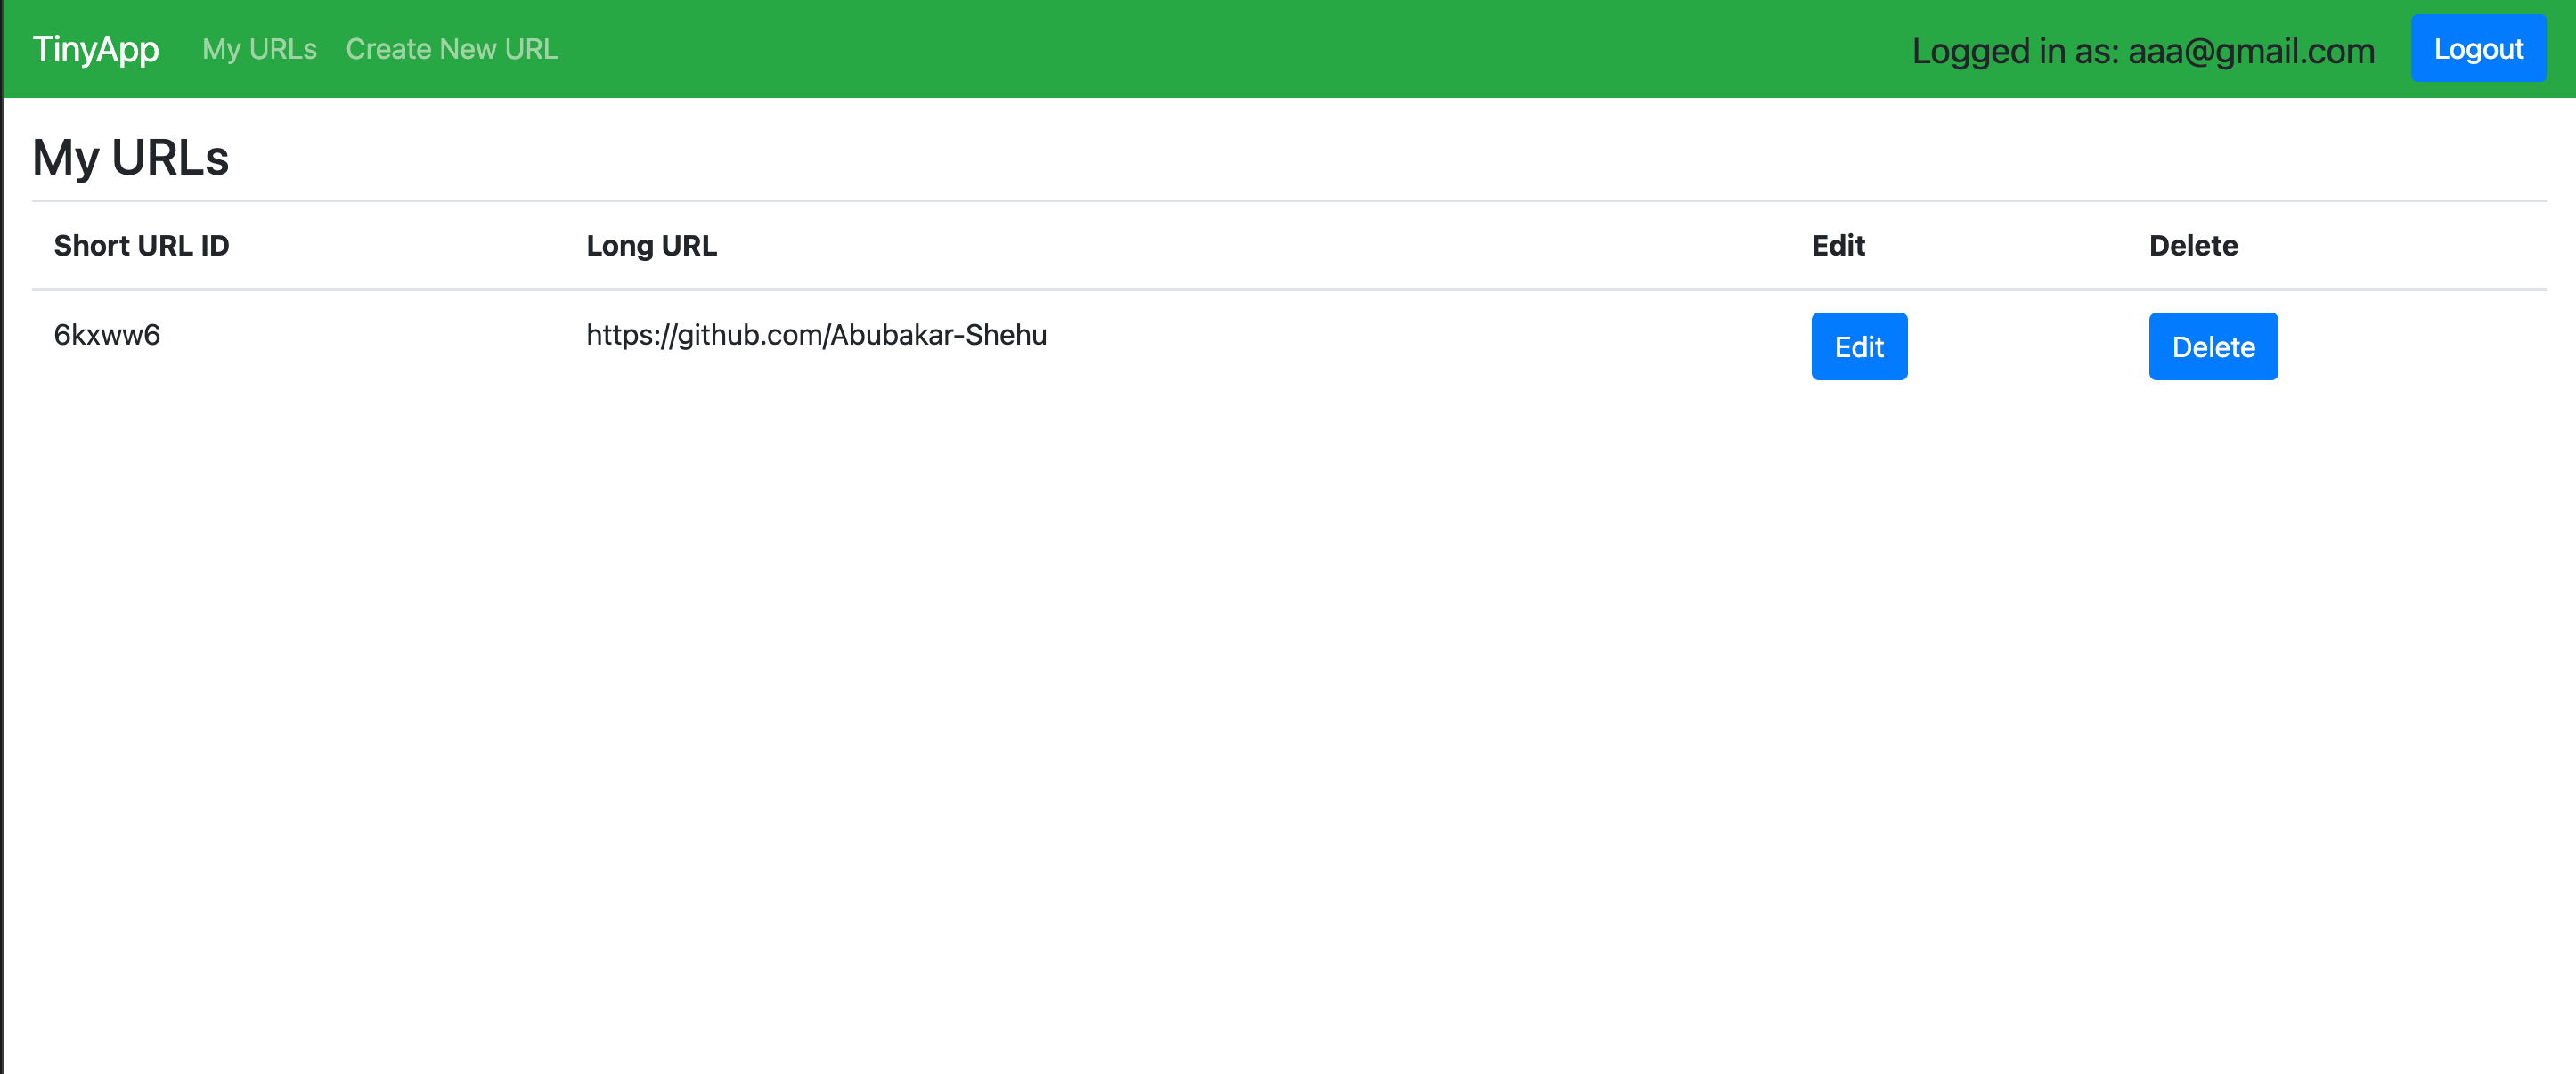 TinyApp My URLs Create New URL Logged in as: aaa@gmail.com Logout
My URLs
Short URL ID Long URL Edit Delete
6kxww6 https://github.com/Abubakar-Shehu Edit Delete